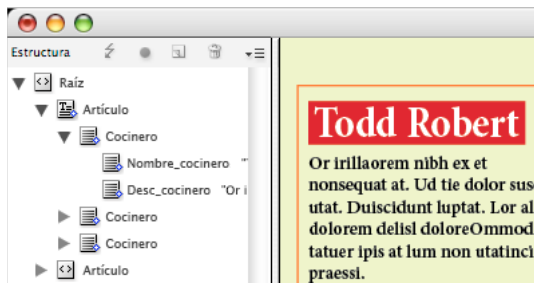 Estructura
Raíz
Artículo
Cocinero
Nombre_cocinero "
Desc_cocinero "Or i
Cocinero
Cocinero
Artículo
Todd Robert
Or irillaorem nibh ex et
nonsequat at. Ud tie dolor susc
utat. Duiscidunt luptat. Lor al
dolorem delisl doloreOmmod
tatuer ipis at lum non utatinci
praessi.